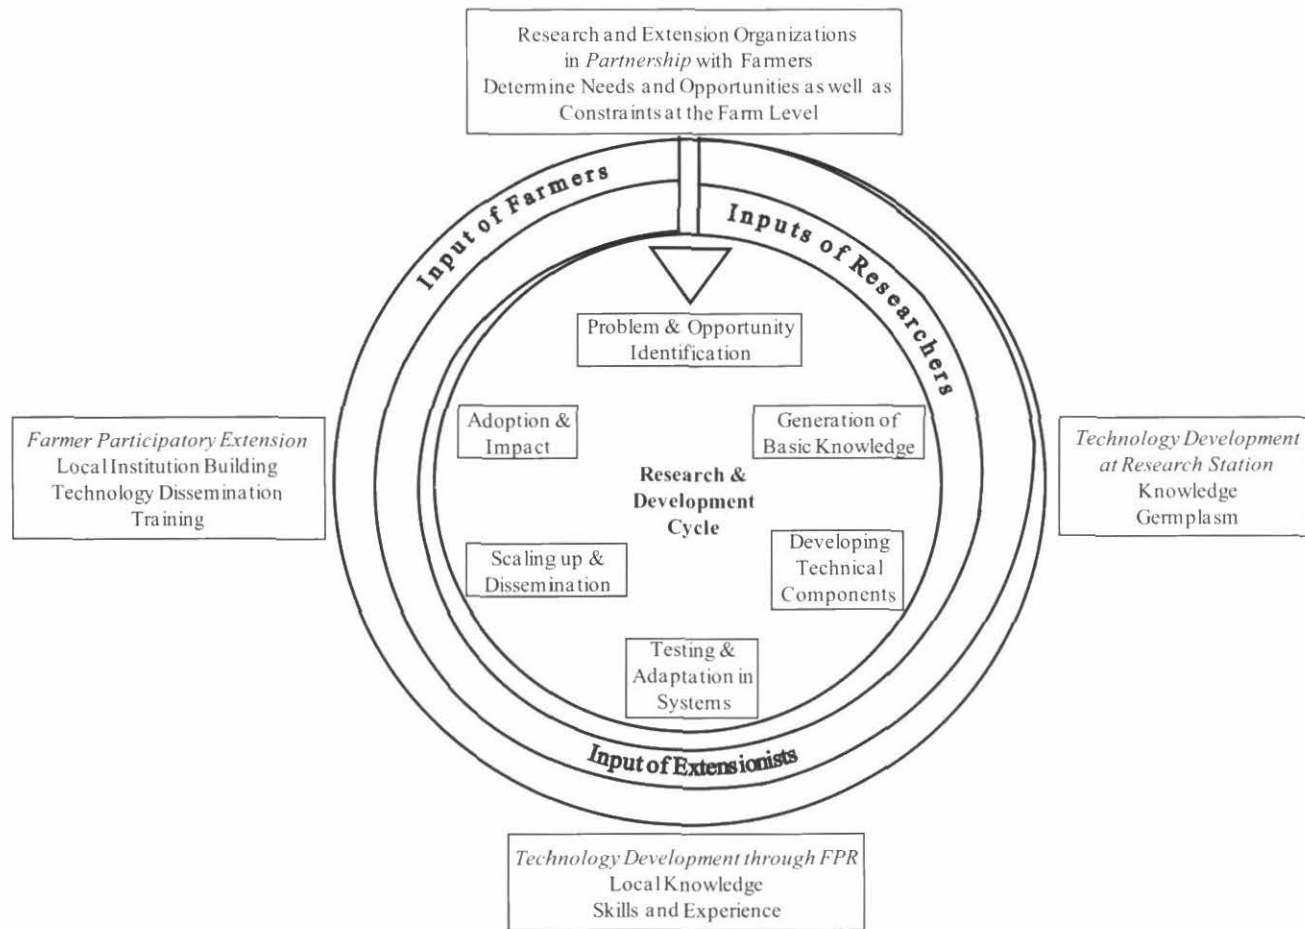 Research and Extension Organizations
in Partnership with Farmers
Determine Needs and Opportunities as well as
Constraints at the Farm Level
Input of Farmers
Inputs of Researchers
Problem & Opportunity
Identification
Adoption &
Impact
Generation of
Basic Knowledge
Farmer Participatory Extension
Local Institution Building
Technology Dissemination
Training
Technology Development
at Research Station
Knowledge
Germplasm
Research &
Development
Cycle
Scaling up &
Dissemination
Developing
Technical
Components
Testing &
Adaptation in
Systems
Input of Extensionists
Technology Development through FPR
Local Knowledge
Skills and Experience